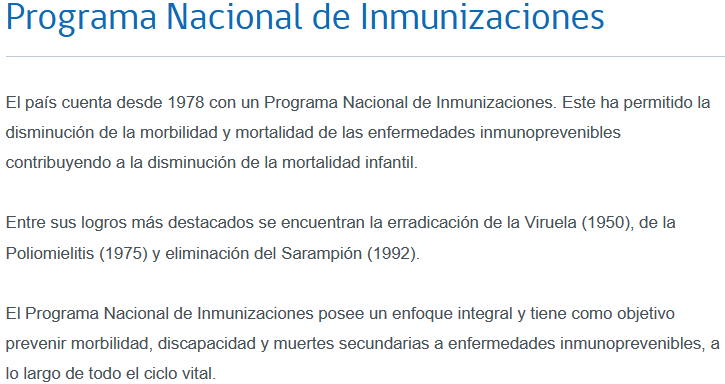 Programa Nacional de Inmunizaciones
El país cuenta desde 1978 con un Programa Nacional de Inmunizaciones. Este ha permitido la
disminución de la morbilidad y mortalidad de las enfermedades inmunoprevenibles
contribuyendo a la disminución de la mortalidad infantil.
Entre sus logros más destacados se encuentran la erradicación de la Viruela (1950), de la
Poliomielitis (1975) y eliminación del Sarampión (1992).
El Programa Nacional de Inmunizaciones posee un enfoque integral y tiene como objetivo
prevenir morbilidad, discapacidad y muertes secundarias a enfermedades inmunoprevenibles, a
lo largo de todo el ciclo vital.